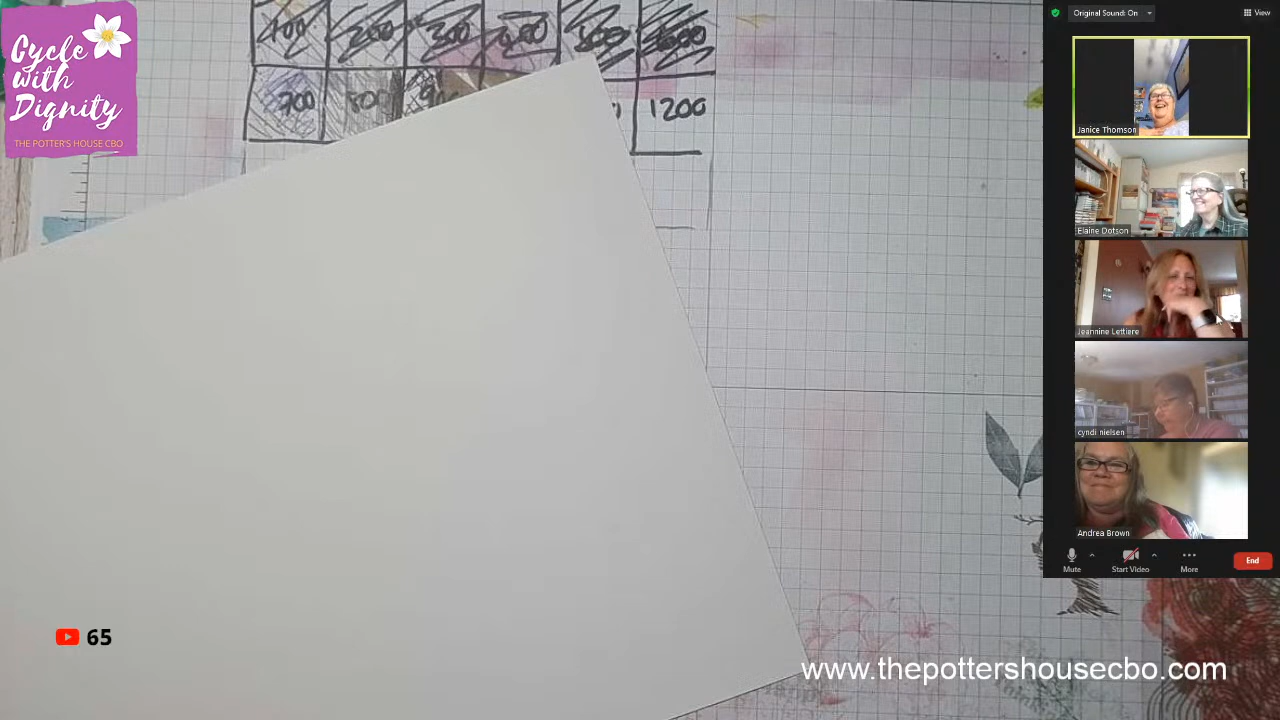 Cycle
with
Dignity
THE POTTER'S HOUSE CBO
400 200 300 400 500 600
700 800 900 1200
Original Sound: On
View
Janice Thomson
Elaine Dotson
Jeannine Lettiere
cyndi nielsen
Andrea Brown
Mute
Start Video
More
End
65
www.thepottershousecbo.com